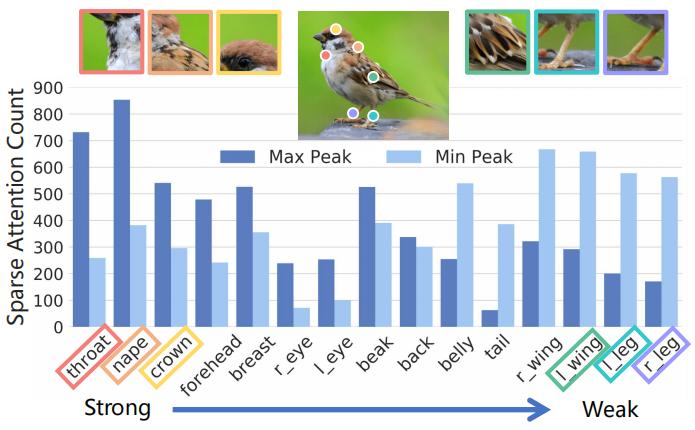 Sparse Attention Count
900
800
700
600
500
400
300
200
100
0
Max Peak Min Peak
throat nape crown forehead breast r_eye l_eye beak back belly tail r_wing l_wing l_leg r_leg
Strong Weak